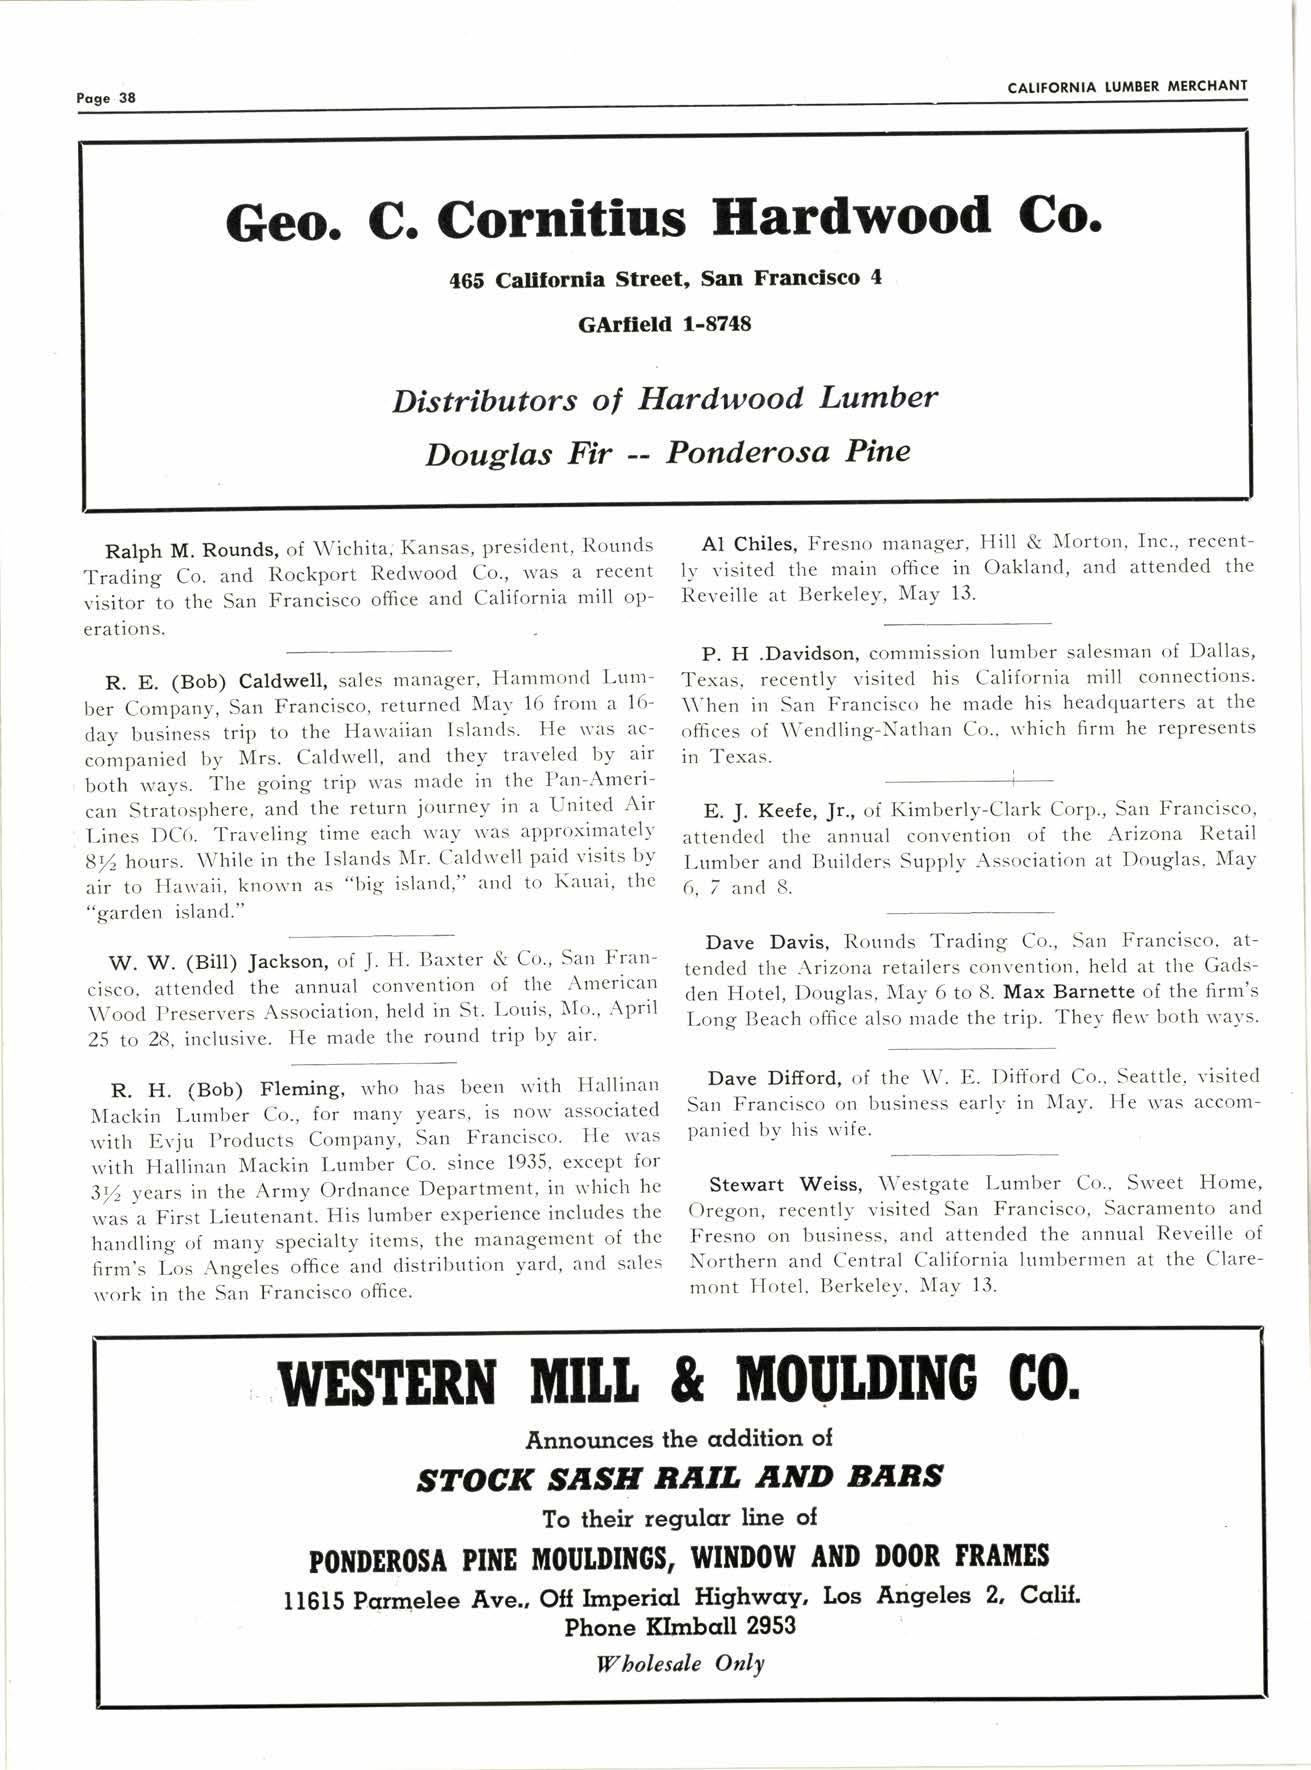 Page 38
CALIFORNIA LUMBER MERCHANT
Geo. C. Cornitius Hardwood Co.
465 California Street, San Francisco 4
GArfield 1-8748
Distributors of Hardwood Lumber
Douglas Fir -- Ponderosa Pine
Ralph M. Rounds, of Wichita, Kansas, president, Rounds
Trading Co. and Rockport Redwood Co., was a recent
visitor to the San Francisco office and California mill op-
erations.
R. E. (Bob) Caldwell, sales manager, Hammond Lum-
ber Company, San Francisco, returned May 16 from a 16-
day business trip to the Hawaiian Islands. He was ac-
companied by Mrs. Caldwell, and they traveled by air
both ways. The going trip was made in the Pan-Ameri-
can Stratosphere, and the return journey in a United Air
Lines DC6. Traveling time each way was approximately
8½ hours. While in the Islands Mr. Caldwell paid visits by
air to Hawaii, known as "big island," and to Kauai, the
"garden island."
W. W. (Bill) Jackson, of J. H. Baxter & Co., San Fran-
cisco, attended the annual convention of the American
Wood Preservers Association, held in St. Louis, Mo., April
25 to 28, inclusive. He made the round trip by air.
R. H. (Bob) Fleming, who has been with Hallinan
Mackin Lumber Co., for many years, is now associated
with Evju Products Company, San Francisco. He was
with Hallinan Mackin Lumber Co. since 1935, except for
3½ years in the Army Ordnance Department, in which he
was a First Lieutenant. His lumber experience includes the
handling of many specialty items, the management of the
firm's Los Angeles office and distribution yard, and sales
work in the San Francisco office.
Al Chiles, Fresno manager, Hill & Morton, Inc., recent-
ly visited the main office in Oakland, and attended the
Reveille at Berkeley, May 13.
P. H .Davidson, commission lumber salesman of Dallas,
Texas, recently visited his California mill connections.
When in San Francisco he made his headquarters at the
offices of Wendling-Nathan Co., which firm he represents
in Texas.
E. J. Keefe, Jr., of Kimberly-Clark Corp., San Francisco,
attended the annual convention of the Arizona Retail
Lumber and Builders Supply Association at Douglas, May
6, 7 and 8.
Dave Davis, Rounds Trading Co., San Francisco, at-
tended the Arizona retailers convention, held at the Gads-
den Hotel, Douglas, May 6 to 8. Max Barnette of the firm's
Long Beach office also made the trip. They flew both ways.
Dave Difford, of the W. E. Difford Co., Seattle, visited
San Francisco on business early in May. He was accom-
panied by his wife.
Stewart Weiss, Westgate Lumber Co., Sweet Home,
Oregon, recently visited San Francisco, Sacramento and
Fresno on business, and attended the annual Reveille of
Northern and Central California lumbermen at the Clare-
mont Hotel, Berkeley, May 13.
WESTERN MILL & MOULDING CO.
Announces the addition of
STOCK SASH RAIL AND BARS
To their regular line of
PONDEROSA PINE MOULDINGS, WINDOW AND DOOR FRAMES
11615 Parmelee Ave., Off Imperial Highway, Los Angeles 2, Calif.
Phone KImball 2953
Wholesale Only